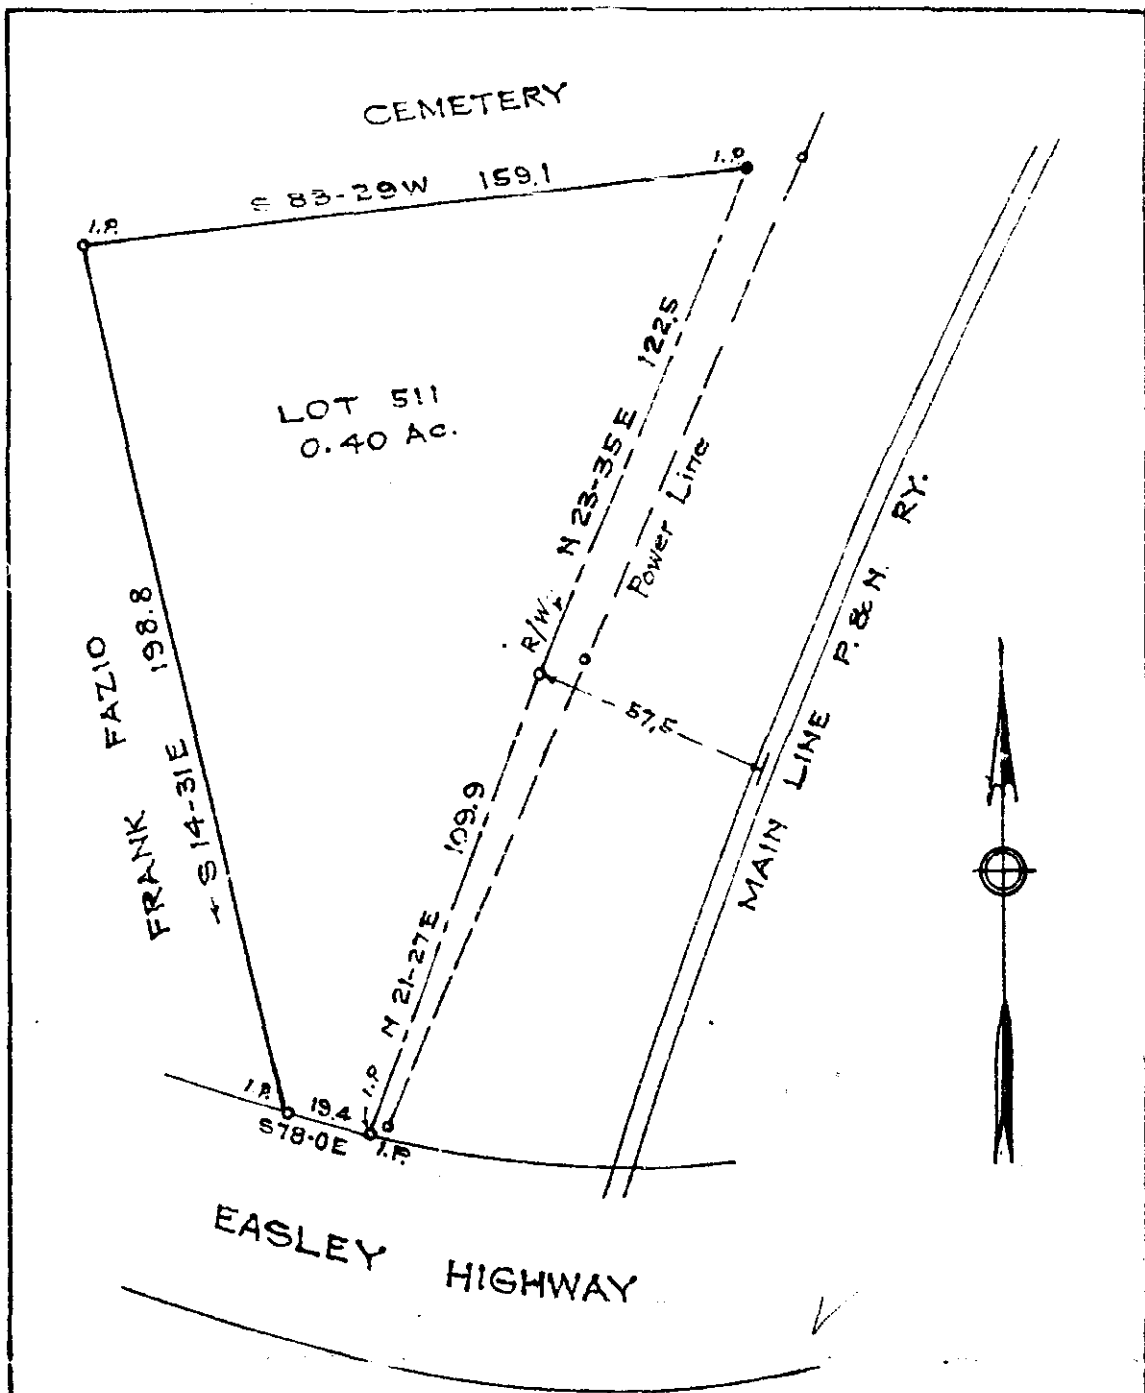 CEMETERY
I.P.
S 83-29W 159.1
I.P.
LOT 511
0.40 Ac.
N 23-35E 122.5
Power Line
R/W
57.5
MAIN LINE P. & N. RY.
FRANK FAZIO
S 14-31E 198.8
N 21-27E 109.9
I.P.
I.P.
19.4
S78-0E
I.P.
EASLEY HIGHWAY